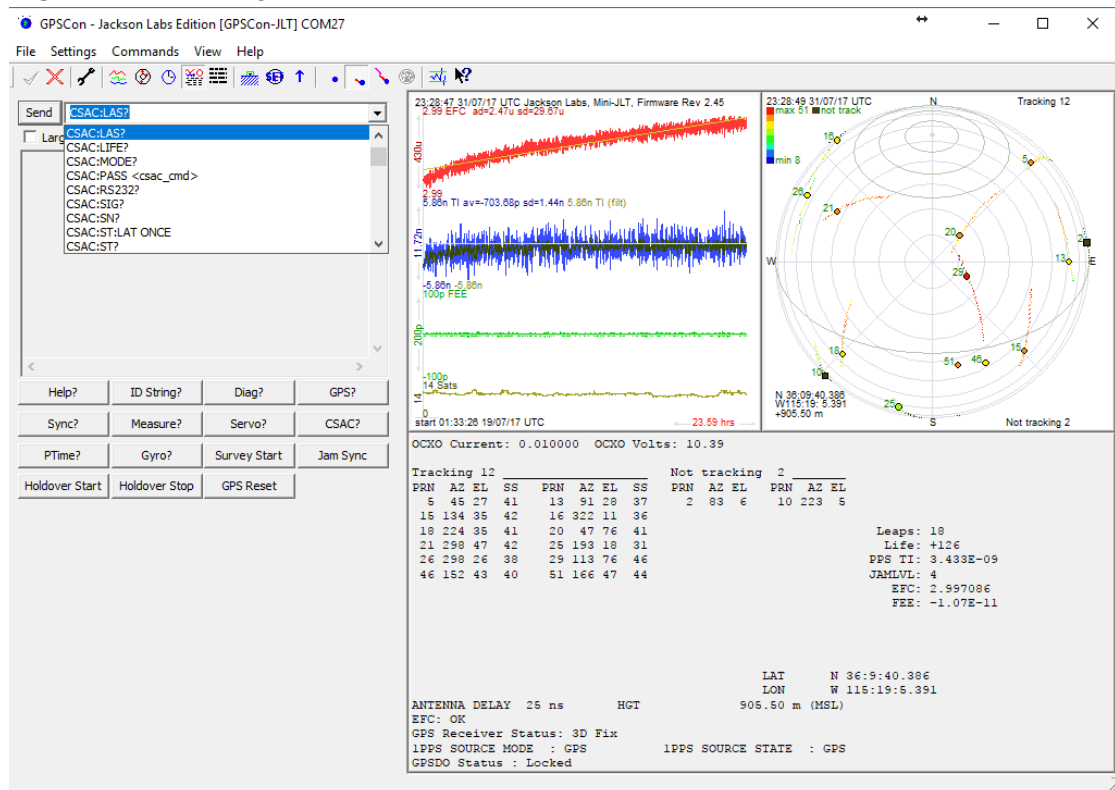 GPSCon - Jackson Labs Edition [GPSCon-JLT] COM27
File Settings Commands View Help
Send CSAC:LAS?
Larg
CSAC:LAS?
CSAC:LIFE?
CSAC:MODE?
CSAC:PASS <csac_cmd>
CSAC:RS232?
CSAC:SIG?
CSAC:SN?
CSAC:ST:LAT ONCE
CSAC:ST?
Help? ID String? Diag? GPS?
Sync? Measure? Servo? CSAC?
PTime? Gyro? Survey Start Jam Sync
Holdover Start Holdover Stop GPS Reset
23:28:47 31/07/17 UTC Jackson Labs, Mini-JLT, Firmware Rev 2.45
2.99 EFC ad=2.47u sd=29.67u
430u
2.99
5.86n TI av=-703.68p sd=1.44n 5.86n TI (filt)
11.72n
-5.86n -5.86n
100p FEE
200p
-100p
14 Sats
14
0
start 01:33:26 19/07/17 UTC 23.59 hrs
23:28:49 31/07/17 UTC N Tracking 12
max 51 not track
min 8
16
5
26
21
20
2
W
29
13
E
18
15
51
46
10
25
N 36:09:40.386
W115:19: 5.391
+905.50 m
S Not tracking 2
OCXO Current: 0.010000 OCXO Volts: 10.39
Tracking 12 Not tracking 2
PRN AZ EL SS PRN AZ EL SS PRN AZ EL PRN AZ EL
5 45 27 41 13 91 28 37 2 83 6 10 223 5
15 134 35 42 16 322 11 36
18 224 35 41 20 47 76 41 Leaps: 18
21 298 47 42 25 193 18 31 Life: +126
26 298 26 38 29 113 76 46 PPS TI: 3.433E-09
46 152 43 40 51 166 47 44 JAMLVL: 4
EFC: 2.997086
FEE: -1.07E-11
LAT N 36:9:40.386
LON W 115:19:5.391
ANTENNA DELAY 25 ns HGT 905.50 m (MSL)
EFC: OK
GPS Receiver Status: 3D Fix
1PPS SOURCE MODE : GPS 1PPS SOURCE STATE : GPS
GPSDO Status : Locked